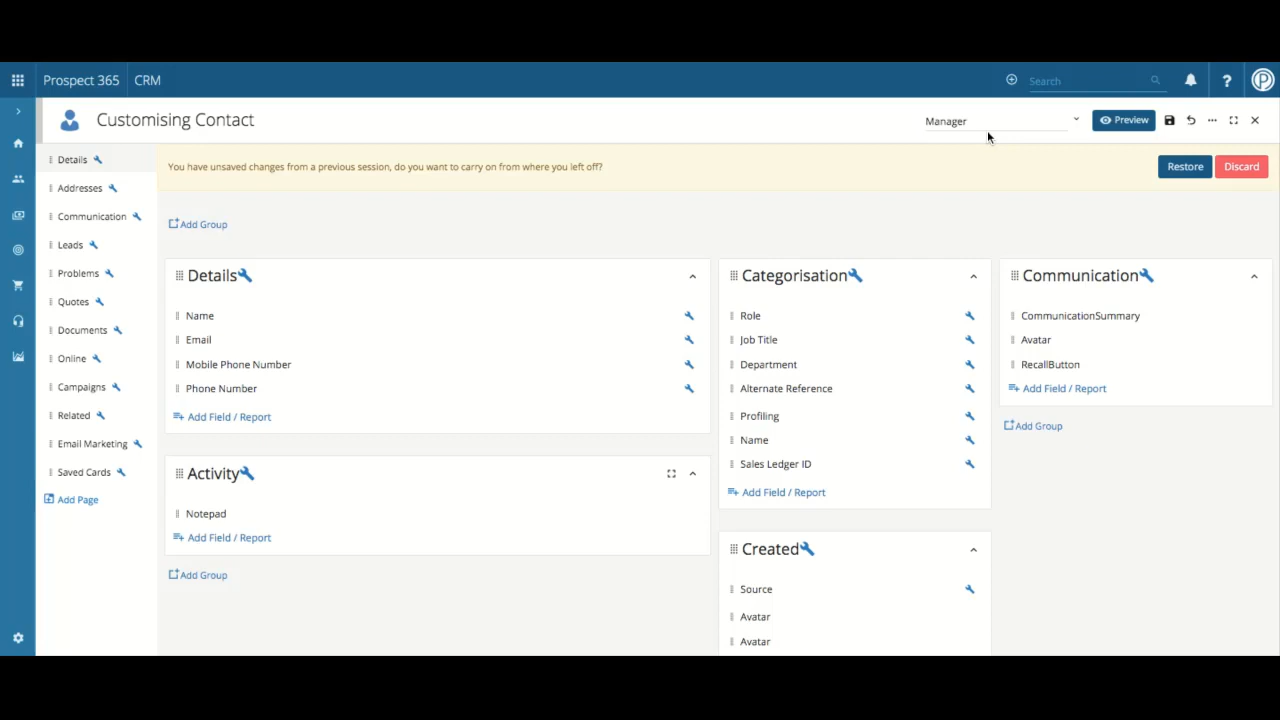 Prospect 365
CRM
Search
Customising Contact
Manager
Preview
Details
Addresses
Communication
Leads
Problems
Quotes
Documents
Online
Campaigns
Related
Email Marketing
Saved Cards
Add Page
You have unsaved changes from a previous session, do you want to carry on from where you left off?
Restore
Discard
Add Group
Details
Name
Email
Mobile Phone Number
Phone Number
Add Field / Report
Activity
Notepad
Add Field / Report
Add Group
Categorisation
Role
Job Title
Department
Alternate Reference
Profiling
Name
Sales Ledger ID
Add Field / Report
Created
Source
Avatar
Avatar
Communication
CommunicationSummary
Avatar
RecallButton
Add Field / Report
Add Group